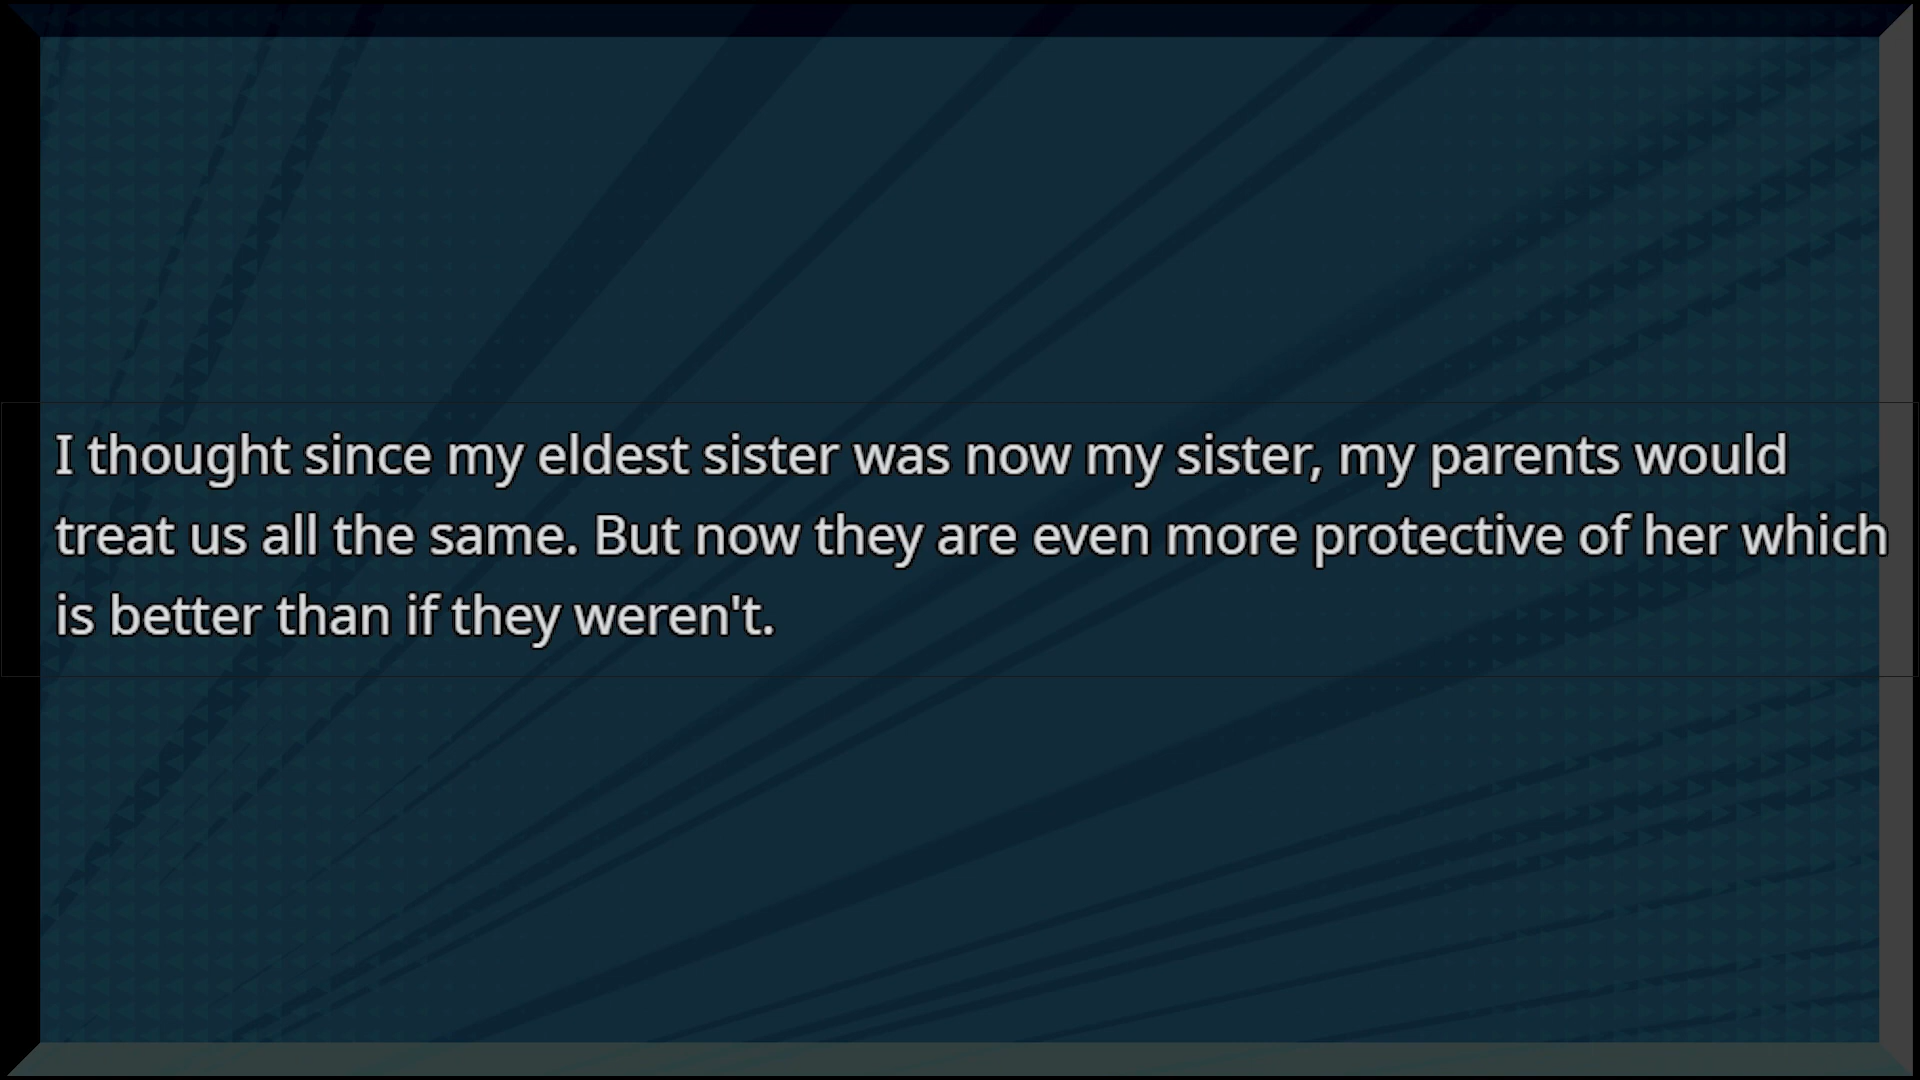 I thought since my eldest sister was now my sister, my parents would
treat us all the same. But now they are even more protective of her which
is better than if they weren't.